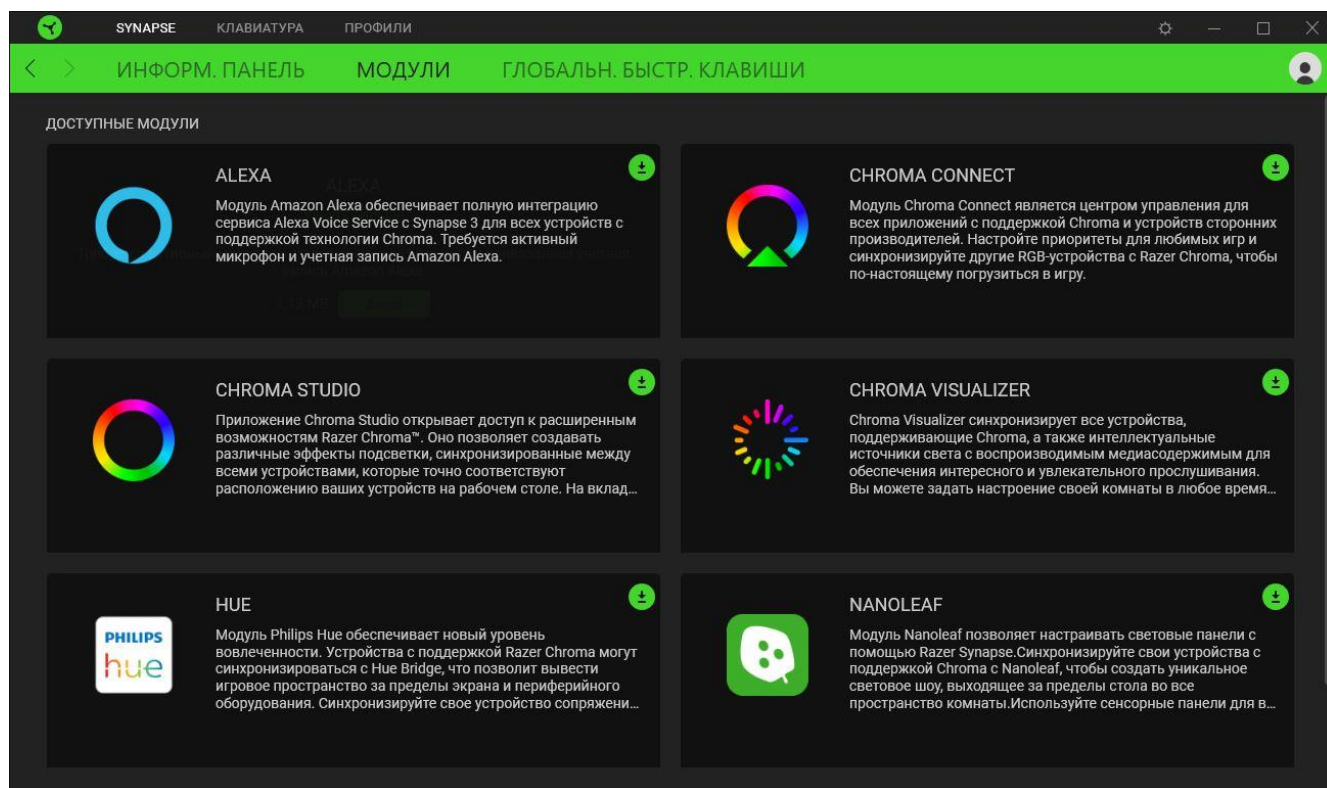 SYNAPSE КЛАВИАТУРА ПРОФИЛИ
ИНФОРМ. ПАНЕЛЬ МОДУЛИ ГЛОБАЛЬН. БЫСТР. КЛАВИШИ
ДОСТУПНЫЕ МОДУЛИ
ALEXA
Модуль Amazon Alexa обеспечивает полную интеграцию
сервиса Alexa Voice Service с Synapse 3 для всех устройств с
поддержкой технологии Chroma. Требуется активный
микрофон и учетная запись Amazon Alexa.
CHROMA CONNECT
Модуль Chroma Connect является центром управления для
всех приложений с поддержкой Chroma и устройств сторонних
производителей. Настройте приоритеты для любимых игр и
синхронизируйте другие RGB-устройства с Razer Chroma, чтобы
по-настоящему погрузиться в игру.
CHROMA STUDIO
Приложение Chroma Studio открывает доступ к расширенным
возможностям Razer Chroma™. Оно позволяет создавать
различные эффекты подсветки, синхронизированные между
всеми устройствами, которые точно соответствуют
расположению ваших устройств на рабочем столе. На вклад...
CHROMA VISUALIZER
Chroma Visualizer синхронизирует все устройства,
поддерживающие Chroma, а также интеллектуальные
источники света с воспроизводимым медиасодержимым для
обеспечения интересного и увлекательного прослушивания.
Вы можете задать настроение своей комнаты в любое время...
PHILIPS
hue
HUE
Модуль Philips Hue обеспечивает новый уровень
вовлеченности. Устройства с поддержкой Razer Chroma могут
синхронизироваться с Hue Bridge, что позволит вывести
игровое пространство за пределы экрана и периферийного
оборудования. Синхронизируйте свое устройство сопряжени...
NANOLEAF
Модуль Nanoleaf позволяет настраивать световые панели с
помощью Razer Synapse.Синхронизируйте свои устройства с
поддержкой Chroma с Nanoleaf, чтобы создать уникальное
световое шоу, выходящее за пределы стола во все
пространство комнаты.Используйте сенсорные панели для в...